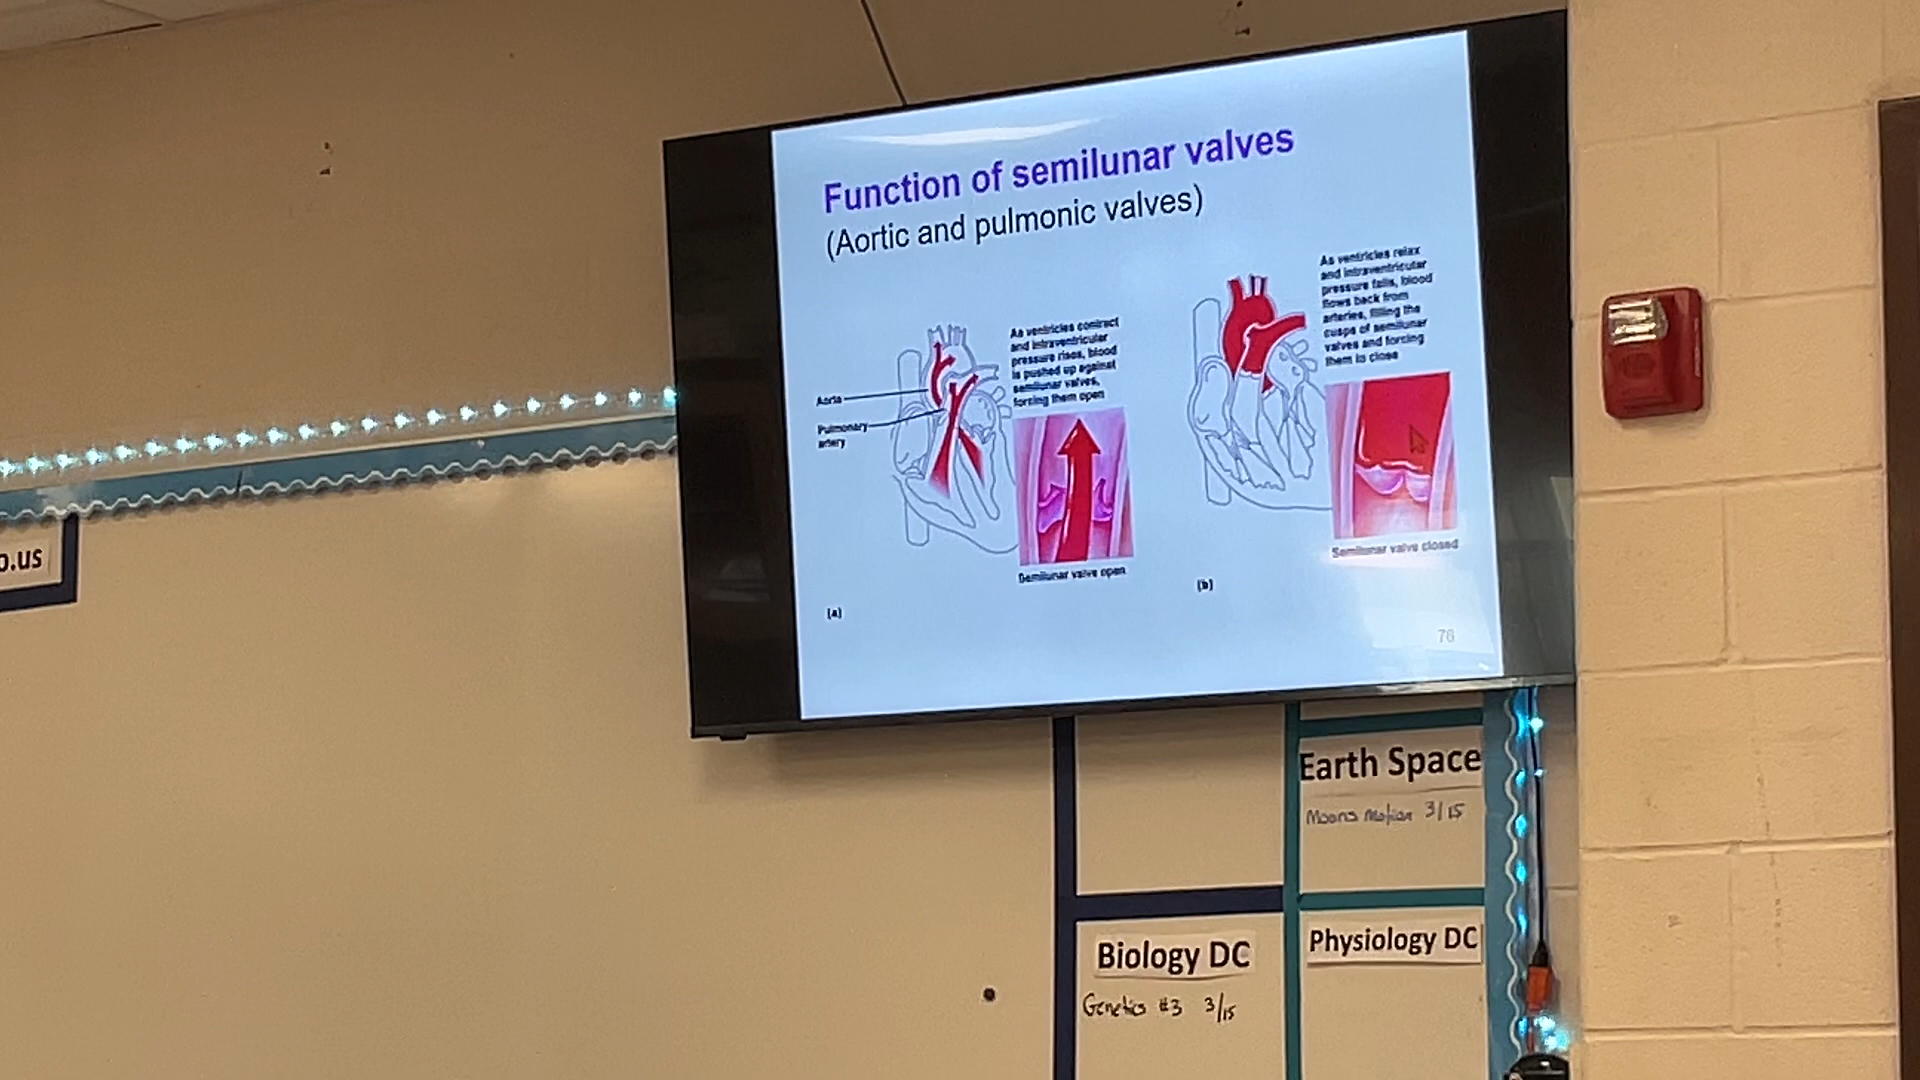 Function of semilunar valves
(Aortic and pulmonic valves)
As ventricles contract
and intraventricular
pressure rises, blood
is pushed up against
semilunar valves,
forcing them open
Aorta
Pulmonary
artery
Semilunar valve open
(a)
As ventricles relax
and intraventricular
pressure falls, blood
flows back from
arteries, filling the
cusps of semilunar
valves and forcing
them to close
Semilunar valve closed
(b)
76
o.us
Earth Space
Moons Motion 3/15
Biology DC
Genetics #3 3/15
Physiology DC